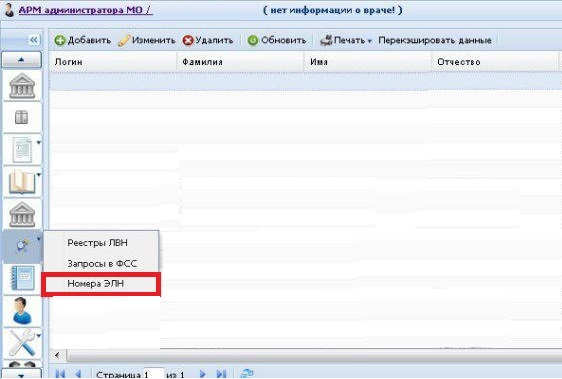 АРМ администратора МО / ( нет информации о враче! )
Добавить Изменить Удалить Обновить Печать Перекэшировать данные
Логин Фамилия Имя Отчество
Реестры ЛВН
Запросы в ФСС
Номера ЭЛН
Страница 1 из 1